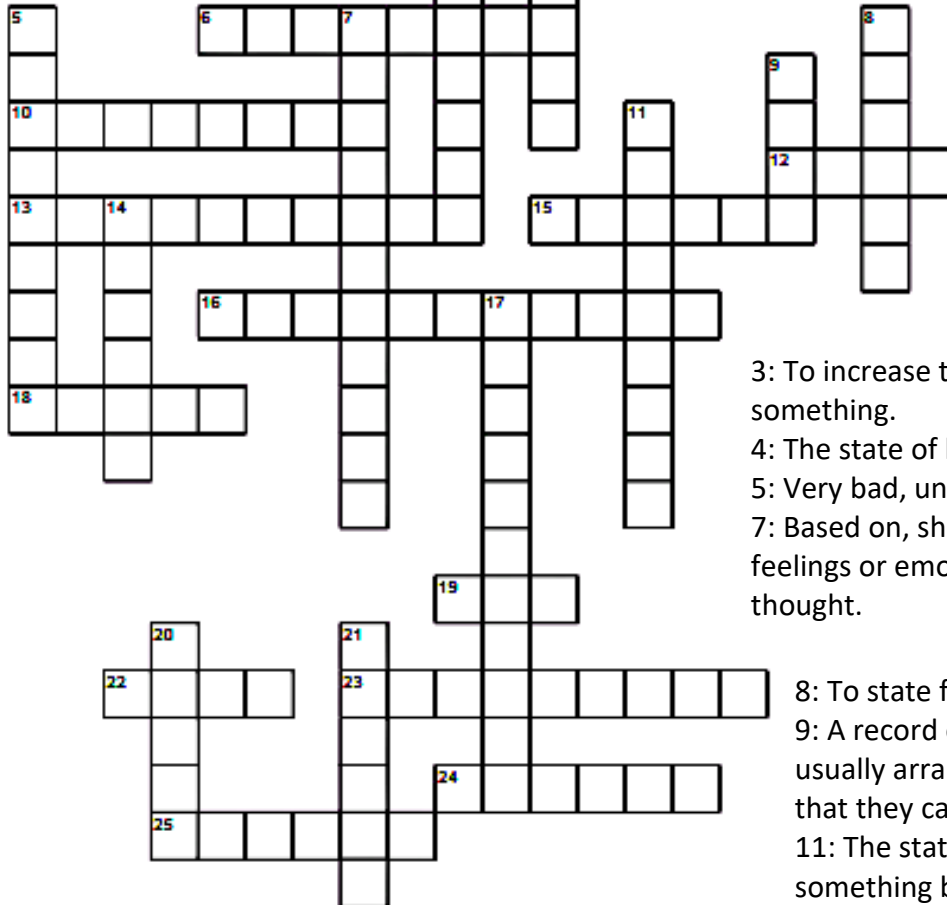 5
6
7
8
9
10
11
12
13
14
15
16
17
18
3: To increase t
something.
4: The state of
5: Very bad, un
7: Based on, sh
feelings or emo
thought.
19
20
21
22
23
8: To state f
9: A record
usually arra
24
that they ca
25
11: The stat
something b